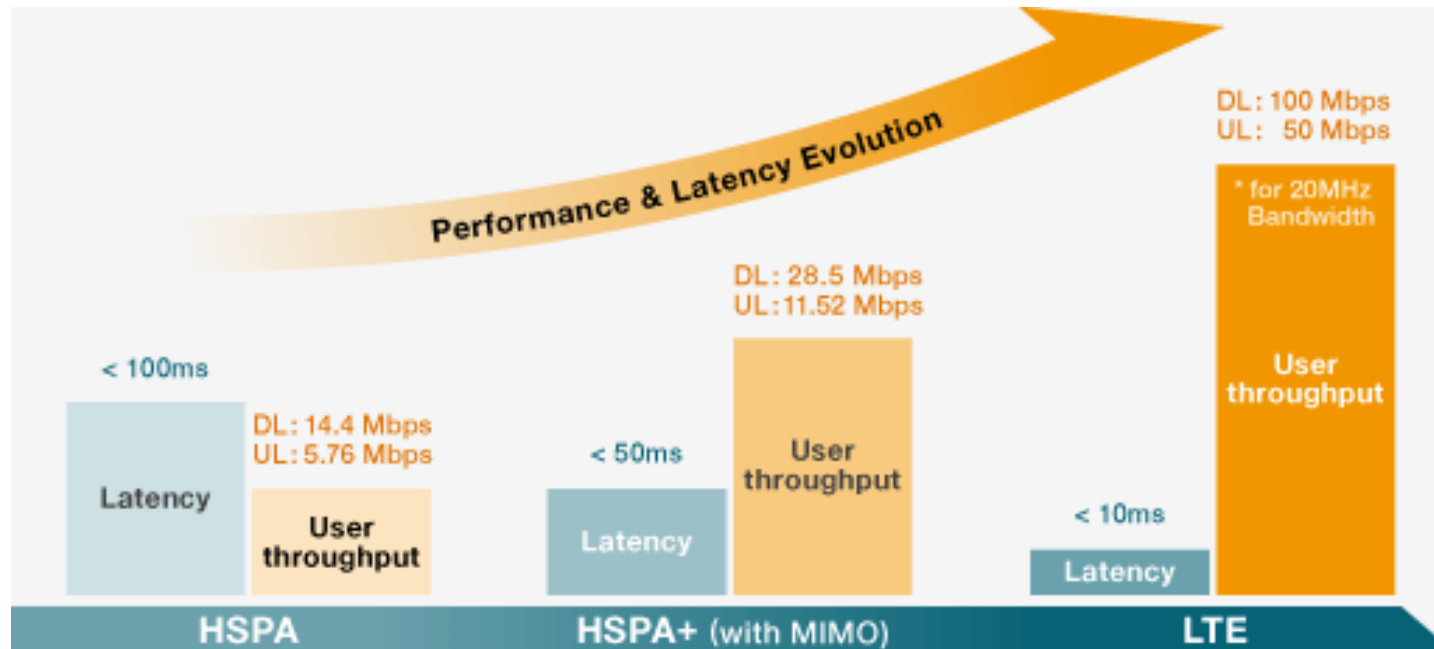 Performance & Latency Evolution
< 100ms
Latency
DL: 14.4 Mbps
UL: 5.76 Mbps
User
throughput
HSPA
< 50ms
Latency
DL: 28.5 Mbps
UL: 11.52 Mbps
User
throughput
HSPA+ (with MIMO)
< 10ms
Latency
DL: 100 Mbps
UL: 50 Mbps
* for 20MHz
Bandwidth
User
throughput
LTE